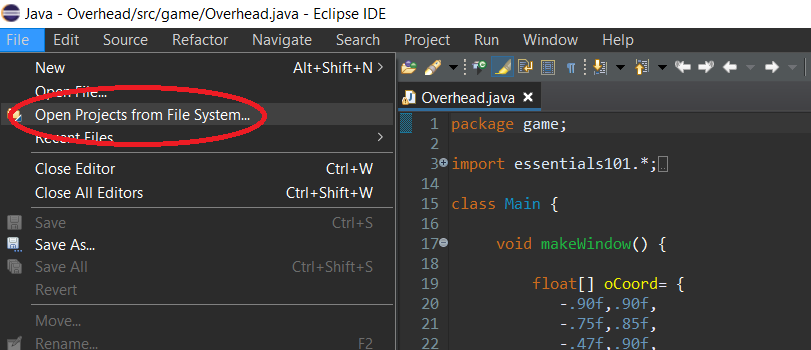 Java - Overhead/src/game/Overhead.java - Eclipse IDE
File Edit Source Refactor Navigate Search Project Run Window Help
New Alt+Shift+N
Open File...
Open Projects from File System...
Recent Files
Close Editor Ctrl+W
Close All Editors Ctrl+Shift+W
Save Ctrl+S
Save As...
Save All Ctrl+Shift+S
Revert
Move...
Rename... F2
Overhead.java
1 package game;
2
3 import essentials101.*;
14
15 class Main {
16
17 void makeWindow() {
18
19 float[] oCoord= {
20 -.90f,.90f,
21 -.75f,.85f,
22 -.47f,.90f,